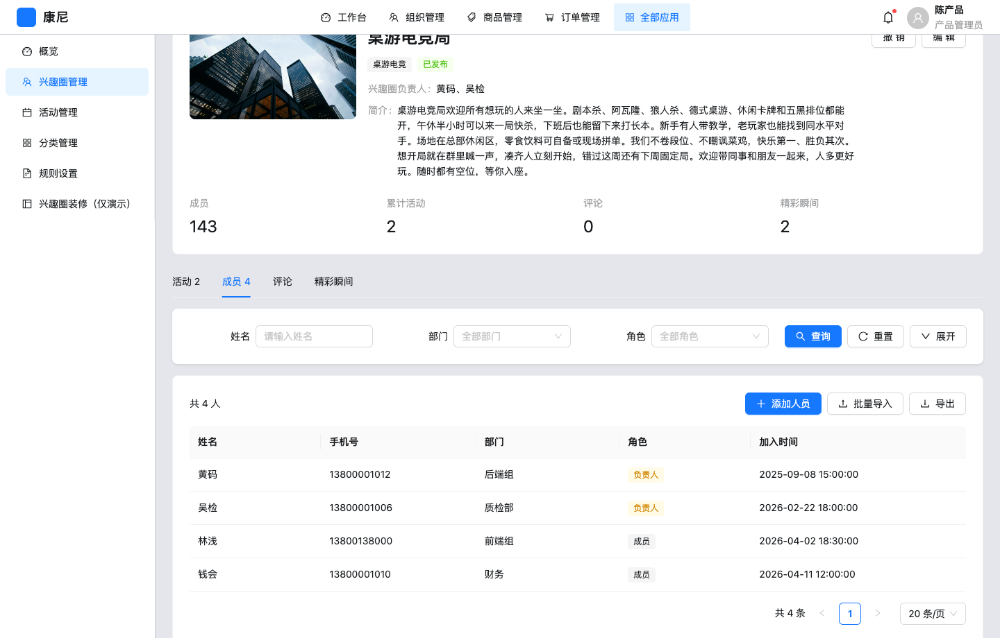 康尼
工作台
组织管理
商品管理
订单管理
全部应用
陈产品
产品管理员
概览
兴趣圈管理
活动管理
分类管理
规则设置
兴趣圈装修（仅演示）
桌游电竞局
撤 销
编 辑
桌游电竞
已发布
兴趣圈负责人：黄码、吴检
简介：桌游电竞局欢迎所有想玩的人来坐一坐。剧本杀、阿瓦隆、狼人杀、德式桌游、休闲卡牌和五黑排位都能
开，午休半小时可以来一局快杀，下班后也能留下来打长本。新手有人带教学，老玩家也能找到同水平对
手。场地在总部休闲区，零食饮料可自备或现场拼单。我们不卷段位、不嘲讽菜鸡，快乐第一、胜负其次。
想开局就在群里喊一声，凑齐人立刻开始，错过这周还有下周固定局。欢迎带同事和朋友一起来，人多更好
玩。随时都有空位，等你入座。
成员
累计活动
评论
精彩瞬间
143
2
0
2
活动 2
成员 4
评论
精彩瞬间
姓名 请输入姓名
部门 全部部门
角色 全部角色
查询
重置
展开
共 4 人
添加人员
批量导入
导出
姓名 手机号 部门 角色 加入时间
黄码 13800001012 后端组 负责人 2025-09-08 15:00:00
吴检 13800001006 质检部 负责人 2026-02-22 18:00:00
林浅 13800138000 前端组 成员 2026-04-02 18:30:00
钱会 13800001010 财务 成员 2026-04-11 12:00:00
共 4 条
1
20 条/页